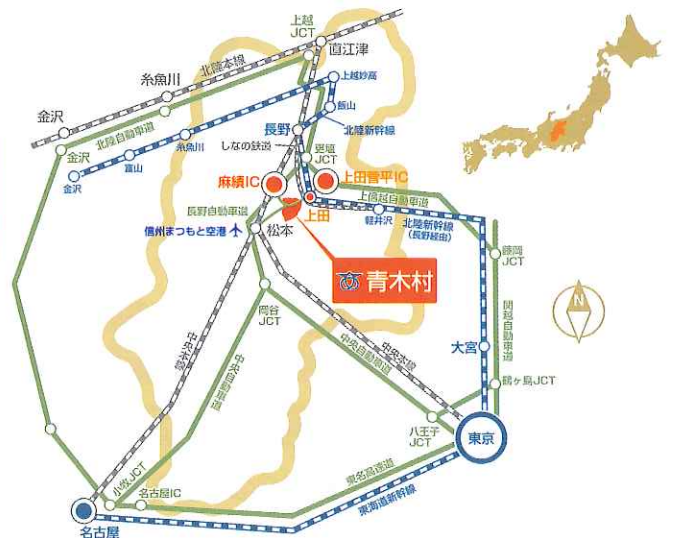 上越
JCT
直江津
北陸本線
糸魚川
金沢
北陸自動車道
金沢
上越妙高
飯山
長野
北陸新幹線
糸魚川
富山
金沢
しなの鉄道
更埴
JCT
麻績IC
上田菅平IC
上信越自動車道
長野自動車道
上田
軽井沢
北陸新幹線
(長野経由)
信州まつもと空港
松本
藤岡
JCT
青木村
N
岡谷
JCT
関越自動車道
中央本線
中央自動車道
中央自動車道
中央本線
大宮
鶴ヶ島JCT
八王子
JCT
東京
小牧JCT
名古屋IC
東名高速道
東海道新幹線
名古屋